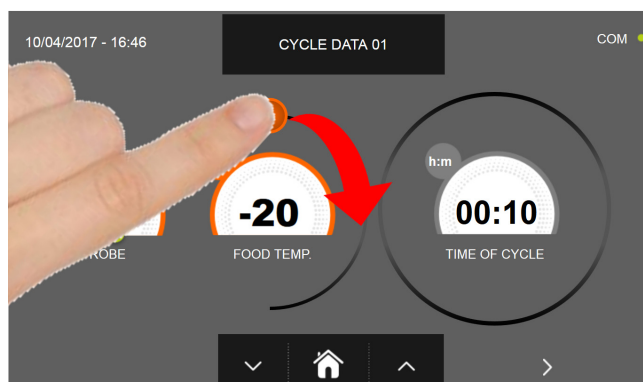 10/04/2017 - 16:46
CYCLE DATA 01
COM
h:m
-20
00:10
ROBE
FOOD TEMP.
TIME OF CYCLE